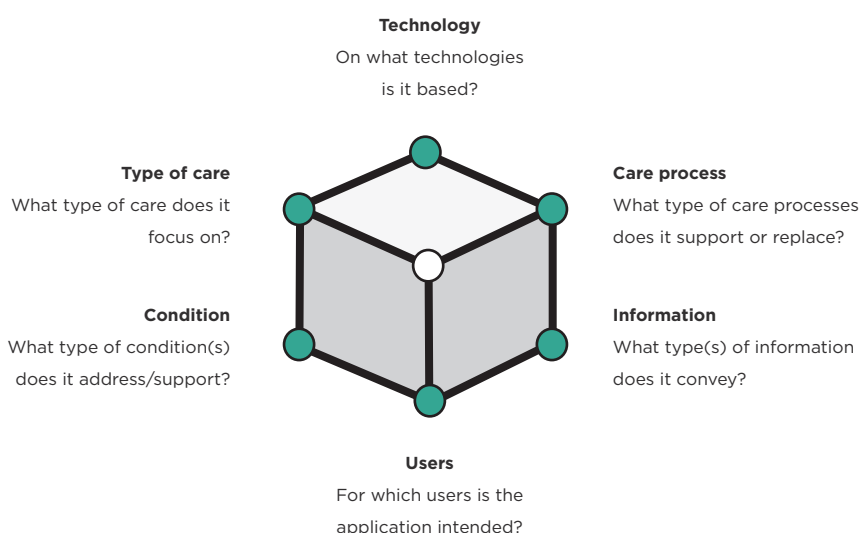 Technology
On what technologies
is it based?
Type of care
What type of care does it
focus on?
Care process
What type of care processes
does it support or replace?
Condition
What type of condition(s)
does it address/support?
Information
What type(s) of information
does it convey?
Users
For which users is the
application intended?